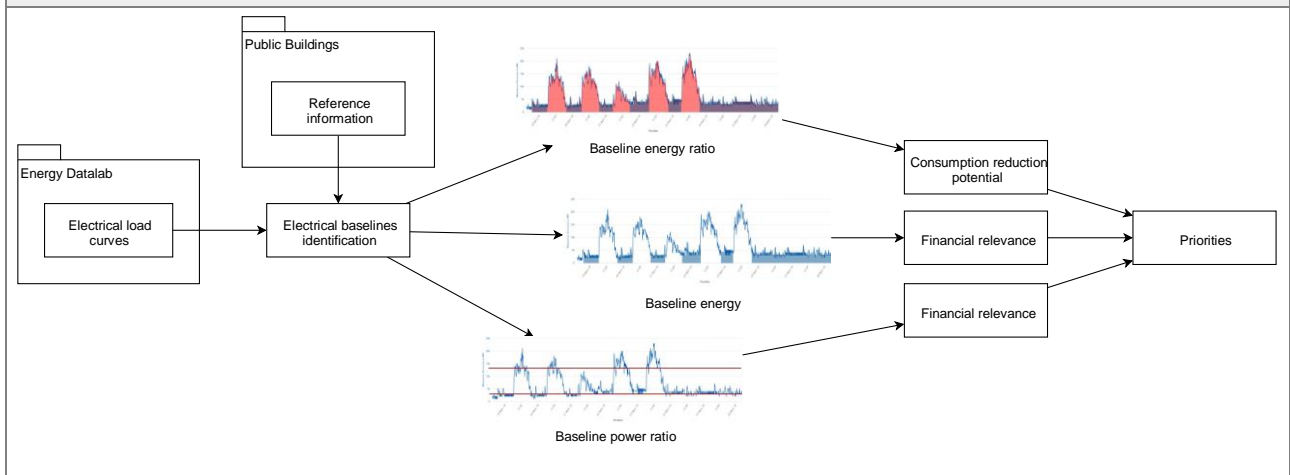 Public Buildings
Reference
information
Energy Datalab
Electrical load
curves
Electrical baselines
identification
Baseline energy ratio
Baseline energy
Baseline power ratio
Consumption reduction
potential
Financial relevance
Financial relevance
Priorities